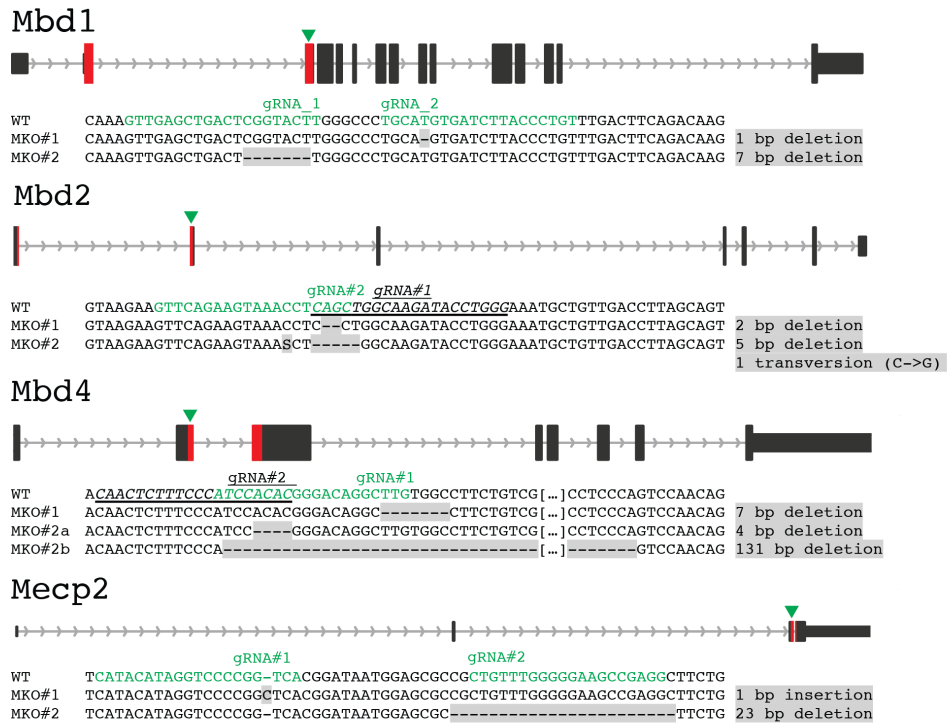 Mbd1
gRNA_1 gRNA_2
WT CAAAGTTGAGCTGACTCGGTACTTGGGCCCTGCATGTGATCTTACCCTGTTTGACTTCAGACAAG
MKO#1 CAAAGTTGAGCTGACTCGGTACTTGGGCCCTGCA-GTGATCTTACCCTGTTTGACTTCAGACAAG 1 bp deletion
MKO#2 CAAAGTTGAGCTGACT-------TGGGCCCTGCATGTGATCTTACCCTGTTTGACTTCAGACAAG 7 bp deletion
Mbd2
gRNA#2 gRNA#1
WT GTAAGAAGTTCAGAAGTAAACCTCAGCTGGCAAGATACCTGGGAAATGCTGTTGACCTTAGCAGT
MKO#1 GTAAGAAGTTCAGAAGTAAACCTC--CTGGCAAGATACCTGGGAAATGCTGTTGACCTTAGCAGT 2 bp deletion
MKO#2 GTAAGAAGTTCAGAAGTAAASCT-----GGCAAGATACCTGGGAAATGCTGTTGACCTTAGCAGT 5 bp deletion
1 transversion (C->G)
Mbd4
gRNA#2 gRNA#1
WT ACAACTCTTTCCCATCCACACGGGACAGGCTTGTGGCCTTCTGTCG[…]CCTCCCAGTCCAACAG
MKO#1 ACAACTCTTTCCCATCCACACGGGACAGGC-------CTTCTGTCG[…]CCTCCCAGTCCAACAG 7 bp deletion
MKO#2a ACAACTCTTTCCCATCC----GGGACAGGCTTGTGGCCTTCTGTCG[…]CCTCCCAGTCCAACAG 4 bp deletion
MKO#2b ACAACTCTTTCCCA--------------------------------[…]-------GTCCAACAG 131 bp deletion
Mecp2
gRNA#1 gRNA#2
WT TCATACATAGGTCCCCGG-TCACGGATAATGGAGCGCCGCTGTTTGGGGGAAGCCGAGGCTTCTG
MKO#1 TCATACATAGGTCCCCGGCTCACGGATAATGGAGCGCCGCTGTTTGGGGGAAGCCGAGGCTTCTG 1 bp insertion
MKO#2 TCATACATAGGTCCCCGG-TCACGGATAATGGAGCGC-----------------------TTCTG 23 bp deletion